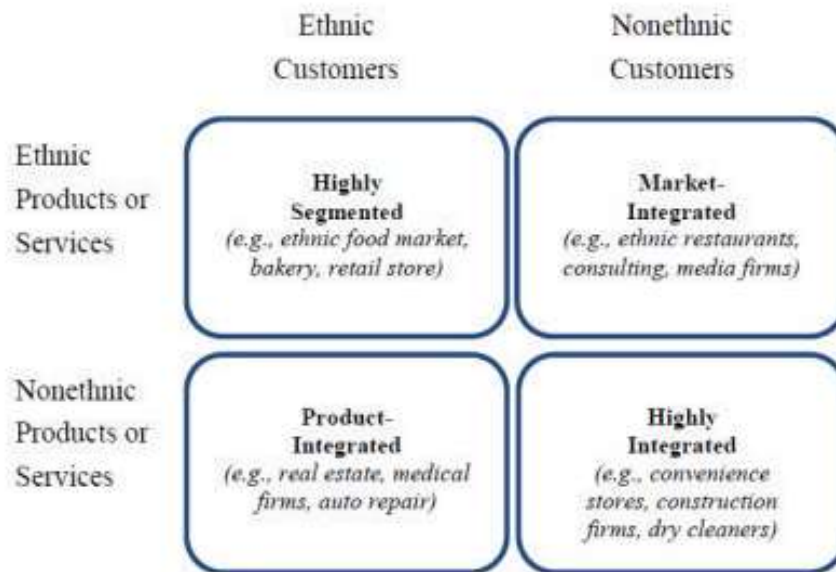 Ethnic
Customers
Nonethnic
Customers
Ethnic
Products or
Services
Highly
Segmented
(e.g., ethnic food market,
bakery, retail store)
Market-
Integrated
(e.g., ethnic restaurants,
consulting, media firms)
Nonethnic
Products or
Services
Product-
Integrated
(e.g., real estate, medical
firms, auto repair)
Highly
Integrated
(e.g., convenience
stores, construction
firms, dry cleaners)